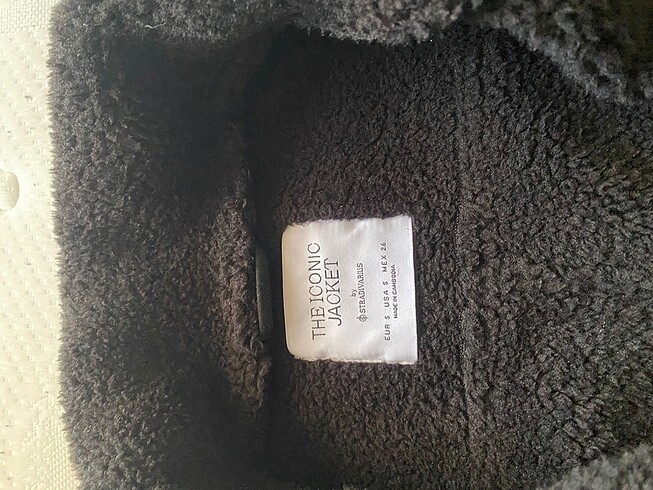 THE ICONIC
JACKET
by
STRADIVARIUS
EUR S USA S MEX 26
MADE IN CAMBODIA